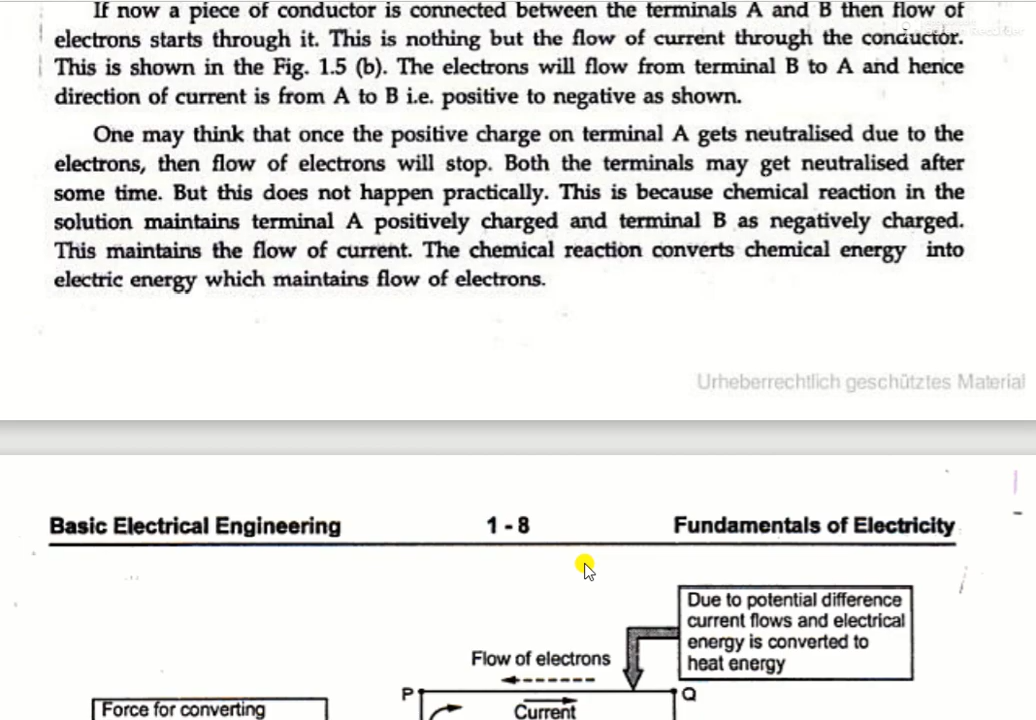 If now a piece of conductor is connected between the terminals A and B then flow of
electrons starts through it. This is nothing but the flow of current through the conductor.
This is shown in the Fig. 1.5 (b). The electrons will flow from terminal B to A and hence
direction of current is from A to B i.e. positive to negative as shown.
One may think that once the positive charge on terminal A gets neutralised due to the
electrons, then flow of electrons will stop. Both the terminals may get neutralised after
some time. But this does not happen practically. This is because chemical reaction in the
solution maintains terminal A positively charged and terminal B as negatively charged.
This maintains the flow of current. The chemical reaction converts chemical energy into
electric energy which maintains flow of electrons.
Urheberrechtlich geschütztes Material
Basic Electrical Engineering 1 - 8 Fundamentals of Electricity
Due to potential difference
current flows and electrical
energy is converted to
heat energy
Flow of electrons
P Q
Force for converting
Current